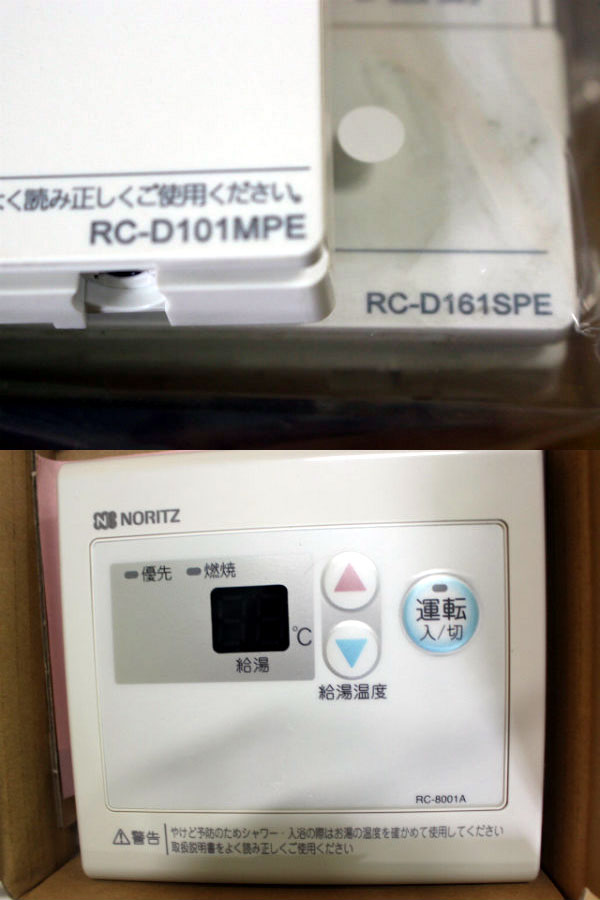 よく読み正しくご使用ください。
RC-D101MPE
RC-D161SPE
NORITZ
優先 燃焼
℃
給湯
給湯温度
運転
入/切
RC-8001A
警告 やけど予防のためシャワー・入浴の際はお湯の温度を確かめて使用してください
取扱説明書をよく読み正しくご使用ください